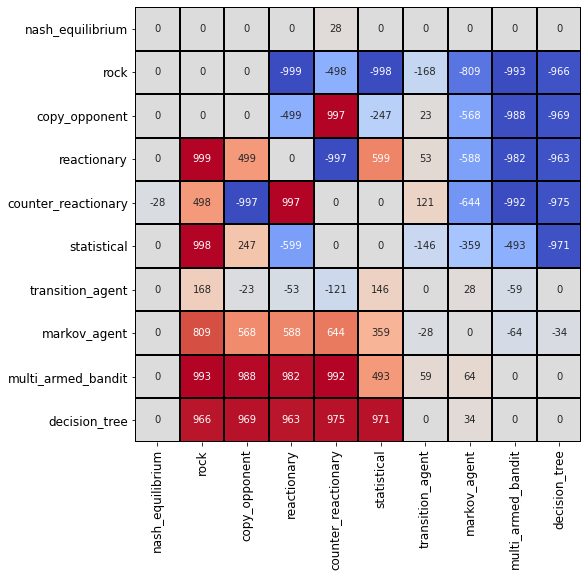 nash_equilibrium 0 0 0 0 28 0 0 0 0 0
rock 0 0 0 -999 -498 -998 -168 -809 -993 -966
copy_opponent 0 0 0 -499 997 -247 23 -568 -988 -969
reactionary 0 999 499 0 -997 599 53 -588 -982 -963
counter_reactionary -28 498 -997 997 0 0 121 -644 -992 -975
statistical 0 998 247 -599 0 0 -146 -359 -493 -971
transition_agent 0 168 -23 -53 -121 146 0 28 -59 0
markov_agent 0 809 568 588 644 359 -28 0 -64 -34
multi_armed_bandit 0 993 988 982 992 493 59 64 0 0
decision_tree 0 966 969 963 975 971 0 34 0 0
nash_equilibrium
rock
copy_opponent
reactionary
counter_reactionary
statistical
transition_agent
markov_agent
multi_armed_bandit
decision_tree